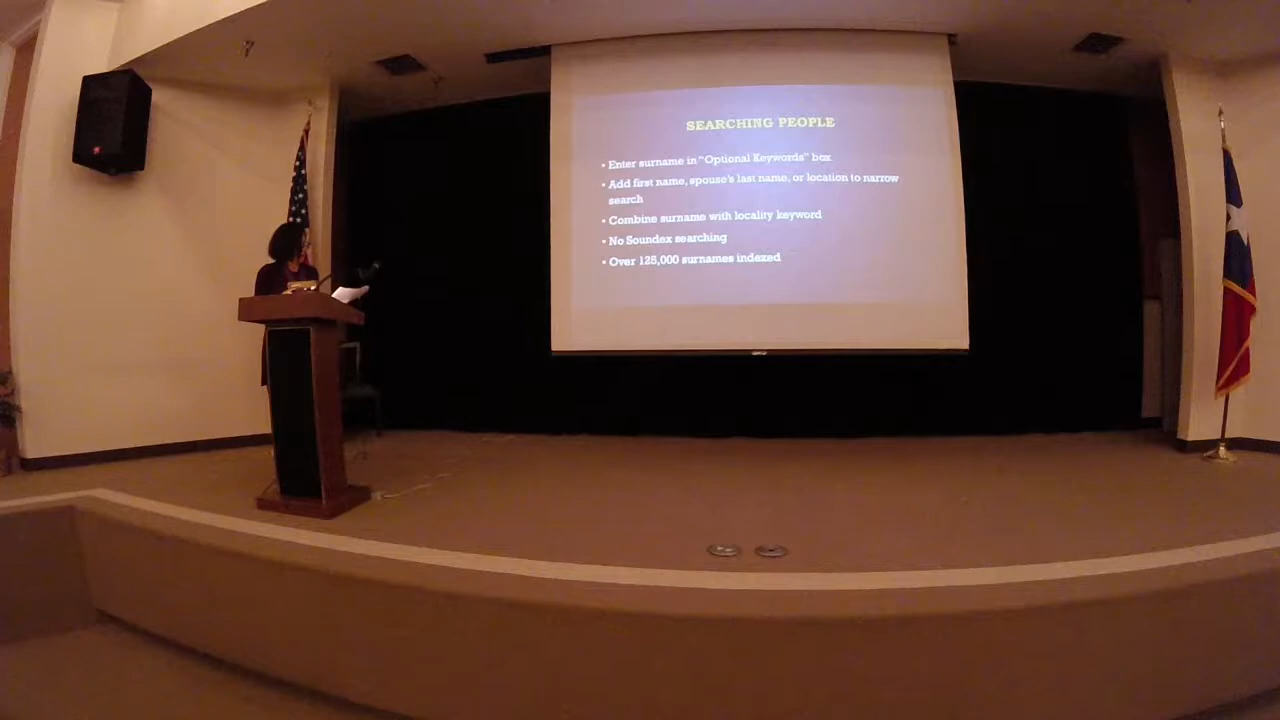 SEARCHING PEOPLE
• Enter surname in "Optional Keywords" box
• Add first name, spouse's last name, or location to narrow
search
• Combine surname with locality keyword
• No Soundex searching
• Over 125,000 surnames indexed